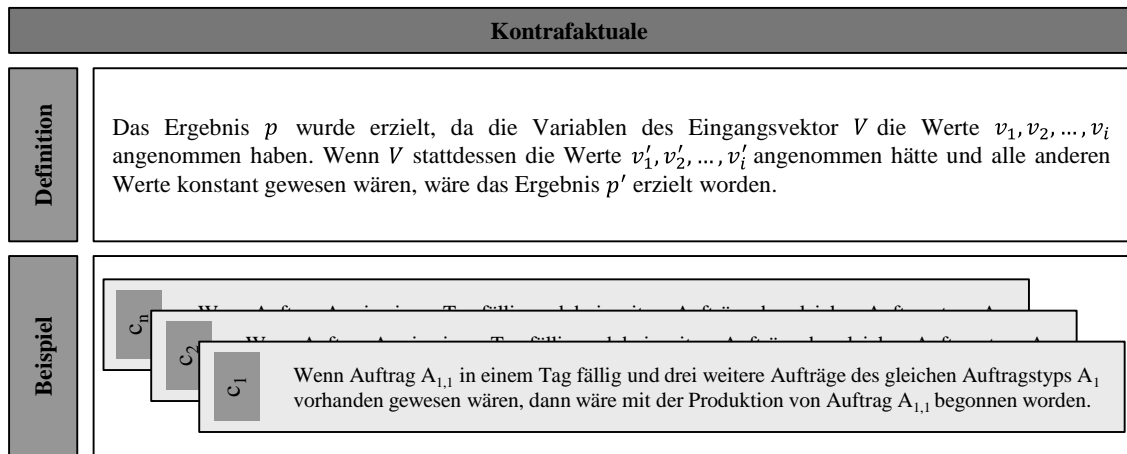 Kontrafaktuale
Definition
Das Ergebnis p wurde erzielt, da die Variablen des Eingangsvektor V die Werte v₁, v₂, …, vᵢ
angenommen haben. Wenn V stattdessen die Werte v₁′, v₂′, …, vᵢ′ angenommen hätte und alle anderen
Werte konstant gewesen wären, wäre das Ergebnis p′ erzielt worden.
Beispiel
cₙ
c₂
c₁
Wenn Auftrag A₁,₁ in einem Tag fällig und drei weitere Aufträge des gleichen Auftragstyps A₁
vorhanden gewesen wären, dann wäre mit der Produktion von Auftrag A₁,₁ begonnen worden.